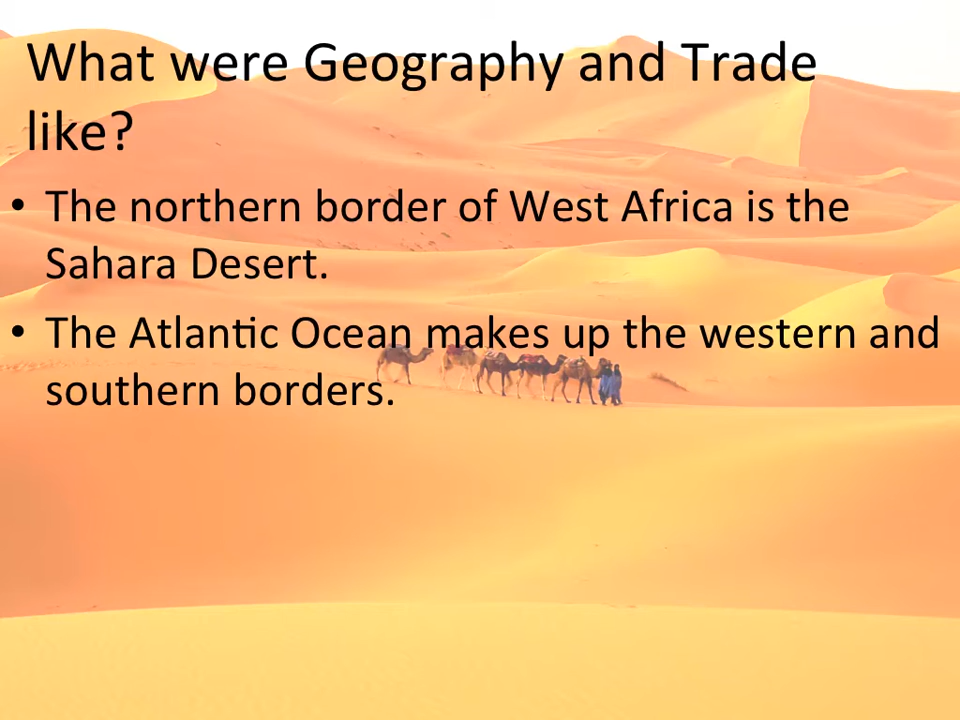 What were Geography and Trade
like?
• The northern border of West Africa is the
Sahara Desert.
• The Atlantic Ocean makes up the western and
southern borders.